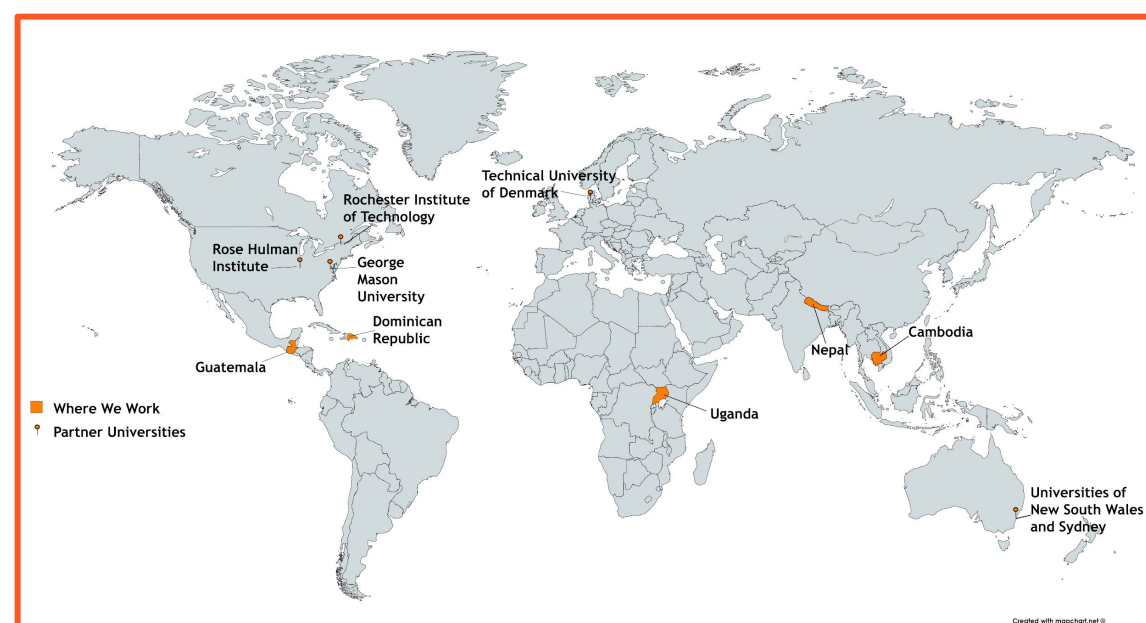 Technical University
of Denmark
Rochester Institute
of Technology
Rose Hulman
Institute
George
Mason
University
Dominican
Republic
Guatemala
Nepal
Cambodia
Uganda
Where We Work
Partner Universities
Universities of
New South Wales
and Sydney
Created with mapchart.net ©